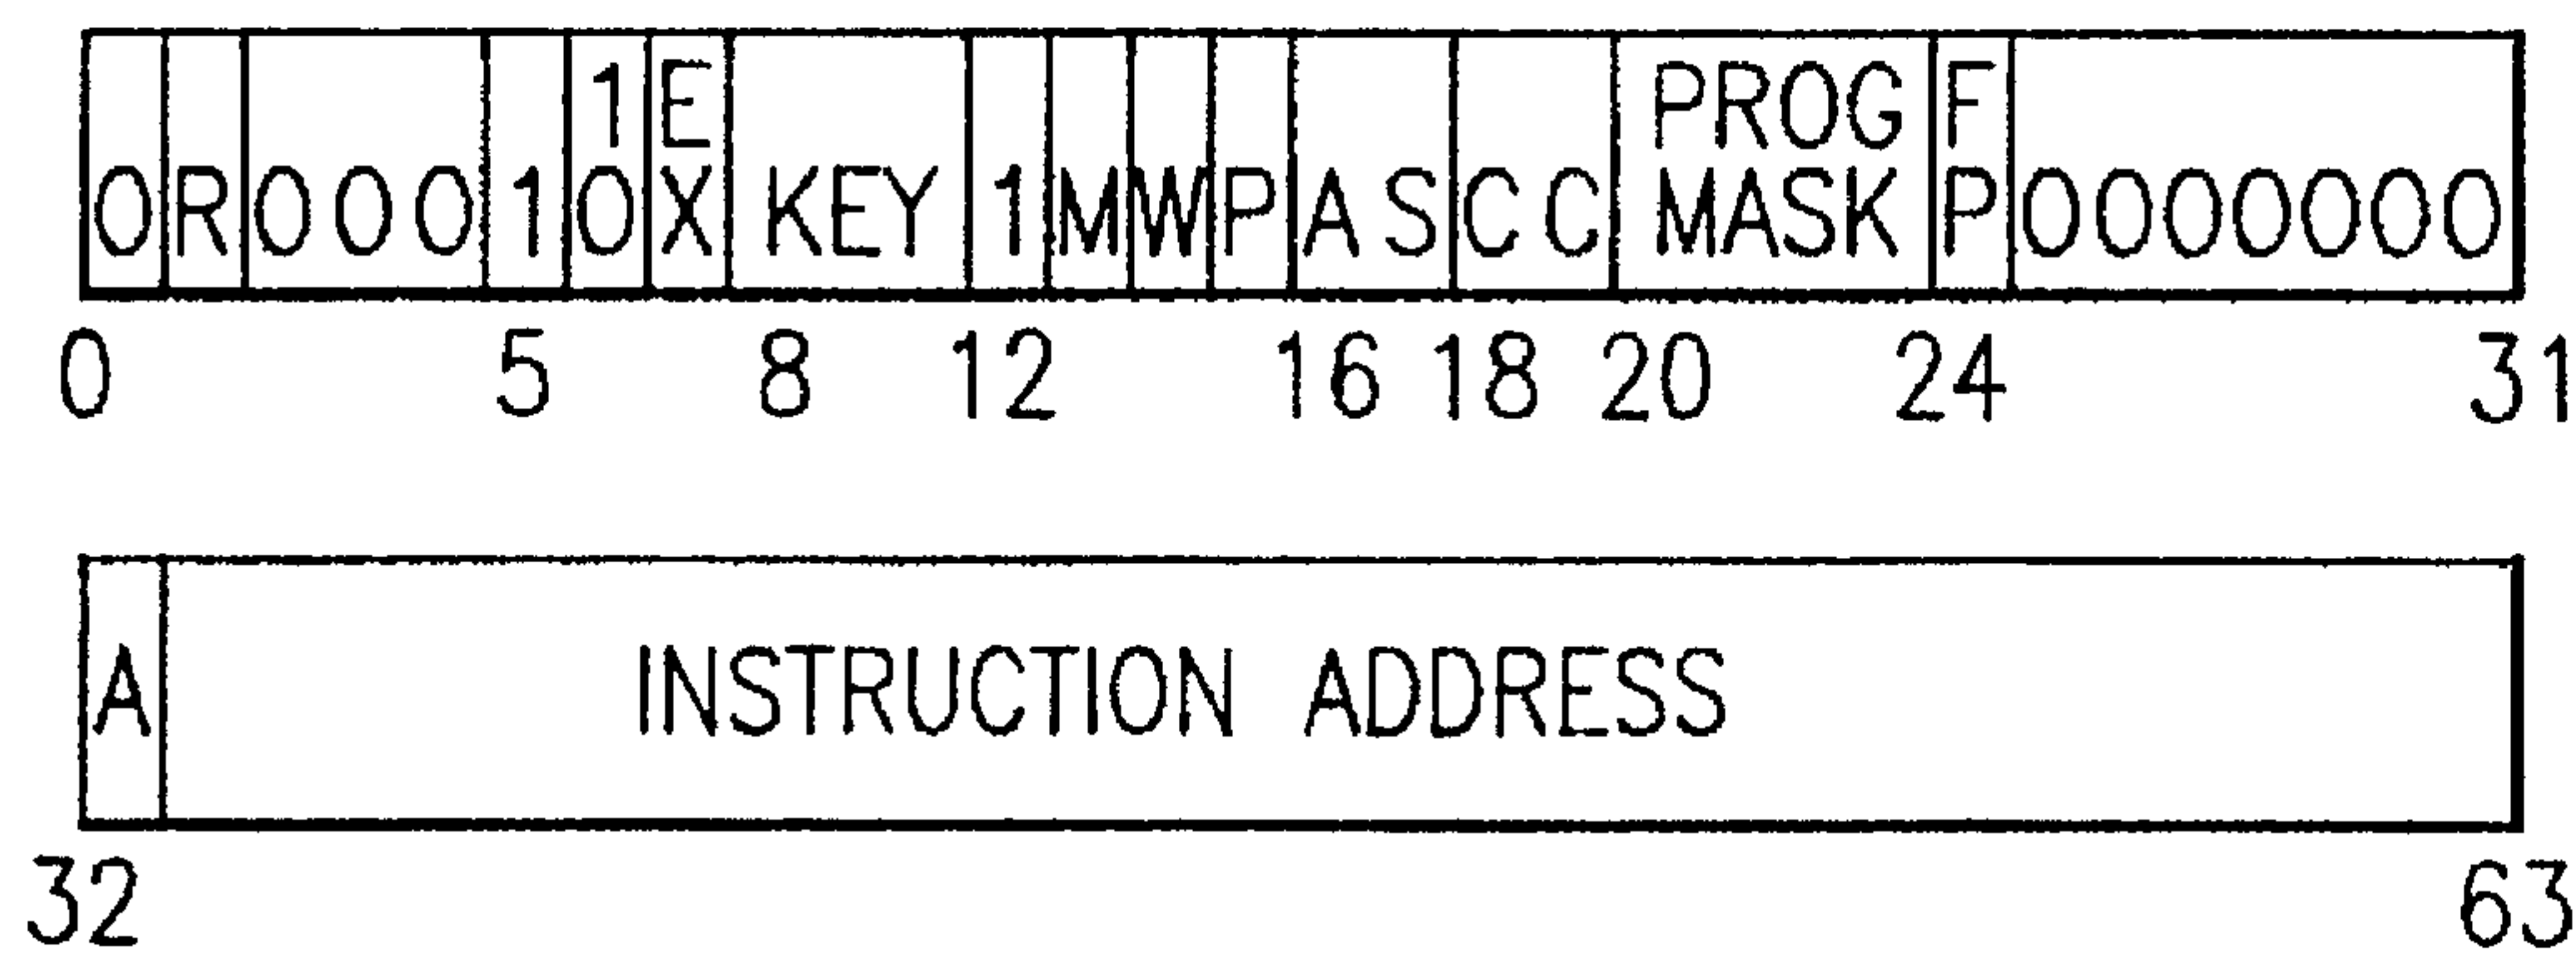 1 E PROG F
0 R 0 0 0 1 0 X KEY 1 M W P A S C C MASK P 0 0 0 0 0 0 0
0 5 8 12 16 18 20 24 31
A INSTRUCTION ADDRESS
32 63